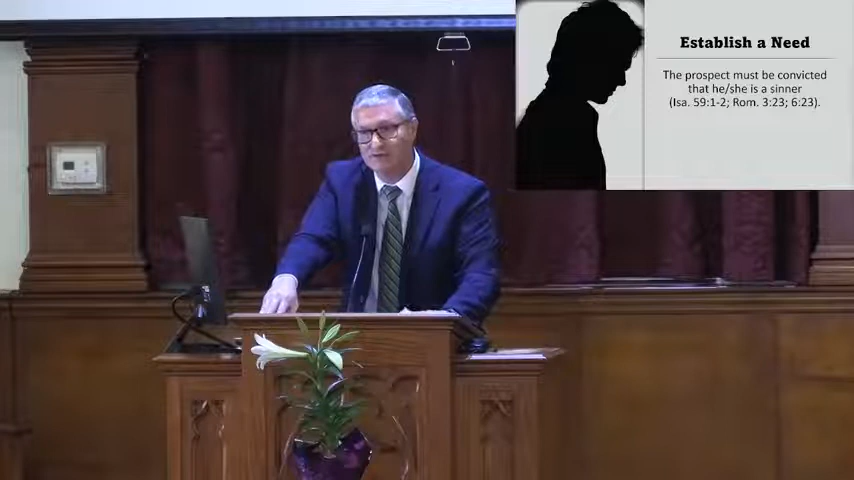 Establish a Need
The prospect must be convicted
that he/she is a sinner
(Isa. 59:1-2; Rom. 3:23; 6:23).